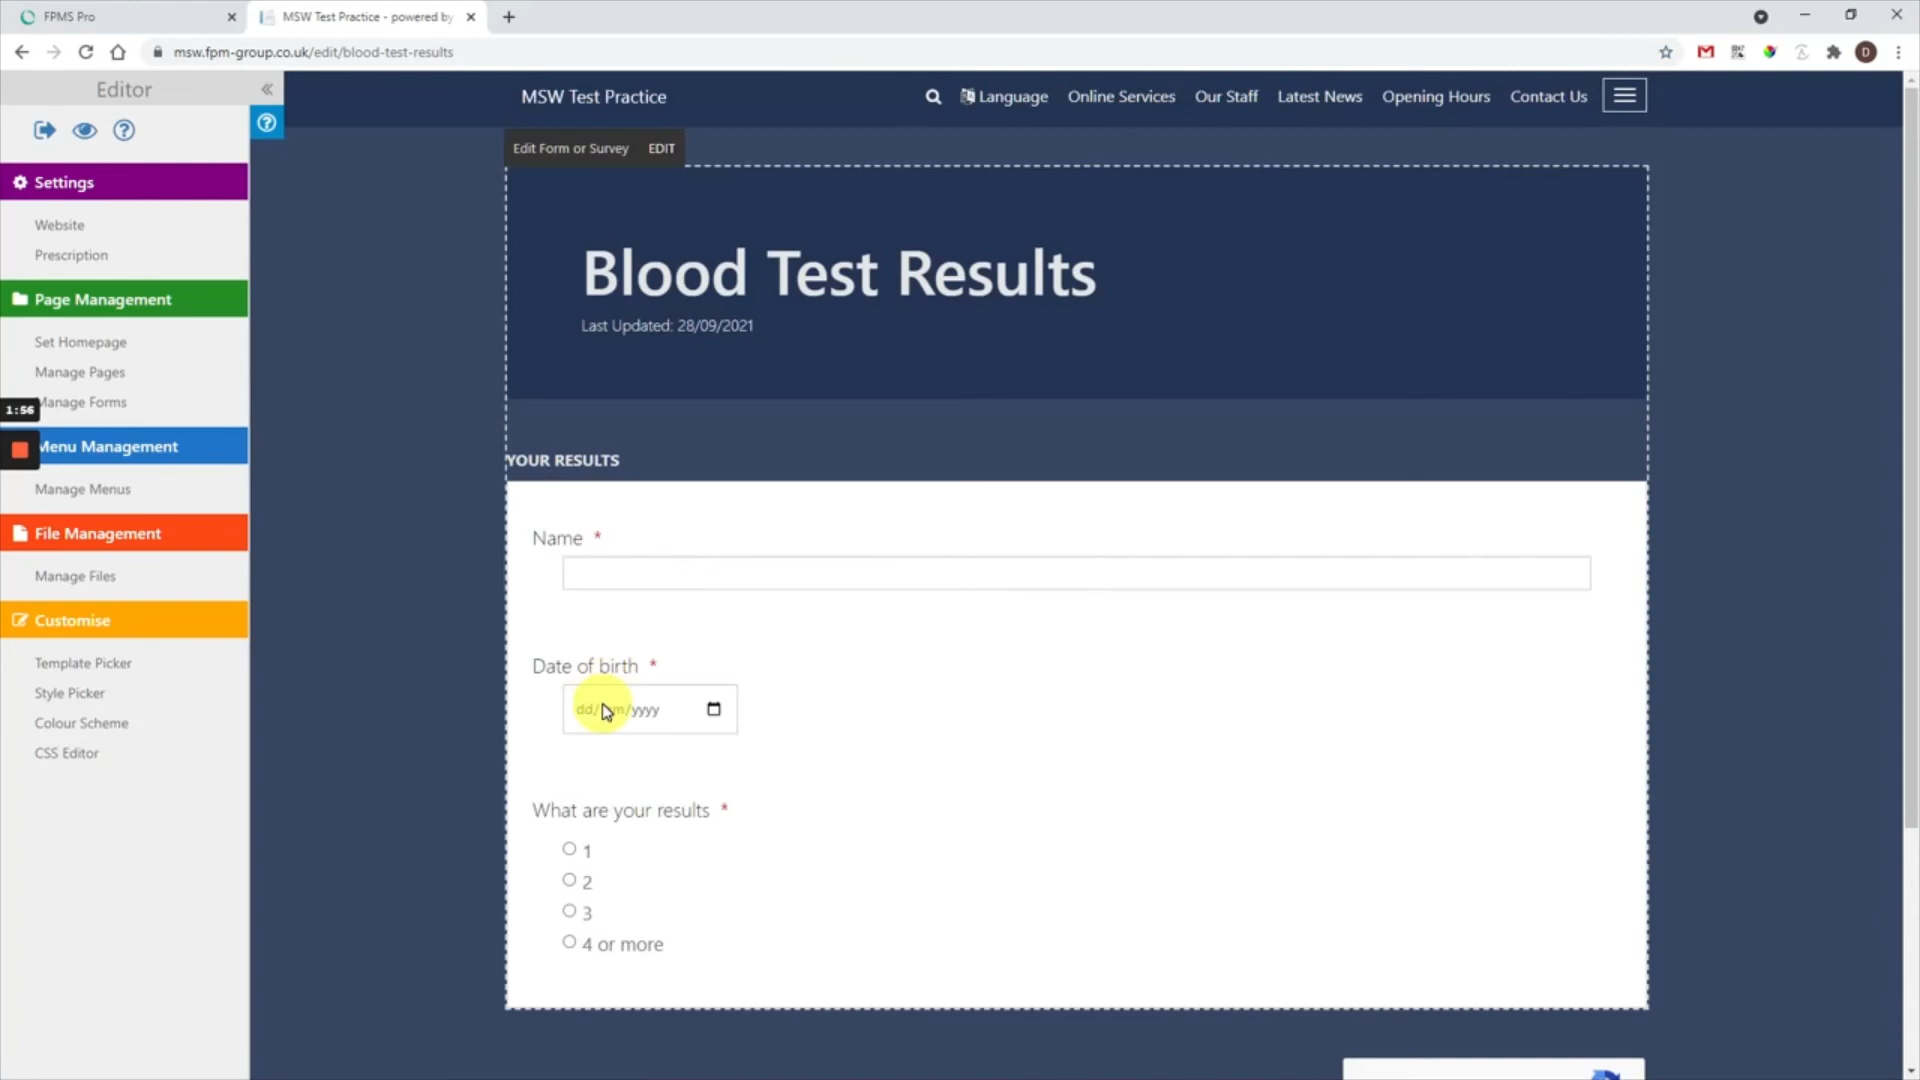 FPMS Pro
MSW Test Practice - powered by
msw.fpm-group.co.uk/edit/blood-test-results
D
Editor
MSW Test Practice
Language
Online Services
Our Staff
Latest News
Opening Hours
Contact Us
Edit Form or Survey
EDIT
Settings
Website
Prescription
Page Management
Set Homepage
Manage Pages
Manage Forms
1:56
Menu Management
Manage Menus
File Management
Manage Files
Customise
Template Picker
Style Picker
Colour Scheme
CSS Editor
Blood Test Results
Last Updated: 28/09/2021
YOUR RESULTS
Name *
Date of birth *
dd/mm/yyyy
What are your results *
1
2
3
4 or more